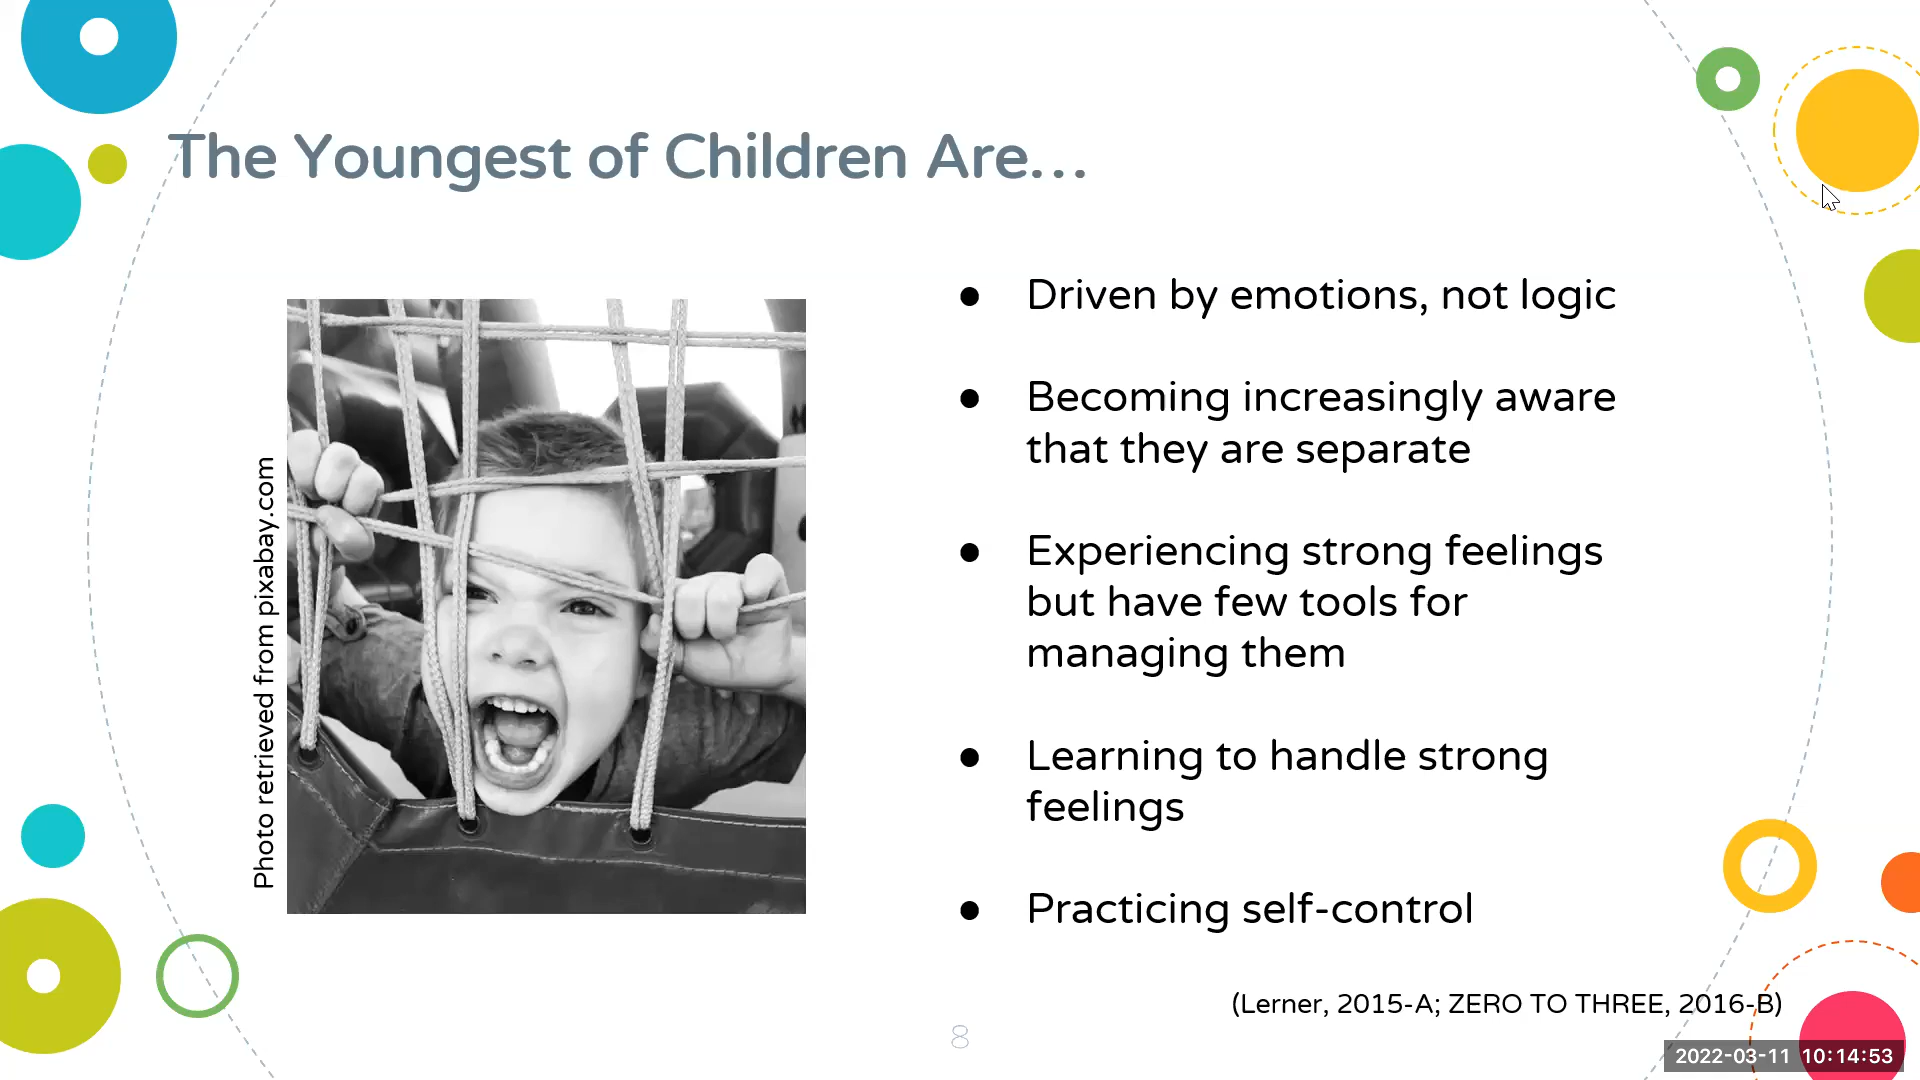 The Youngest of Children Are…
Photo retrieved from pixabay.com
● Driven by emotions, not logic
● Becoming increasingly aware
that they are separate
● Experiencing strong feelings
but have few tools for
managing them
● Learning to handle strong
feelings
● Practicing self-control
(Lerner, 2015-A; ZERO TO THREE, 2016-B)
8
2022-03-11 10:14:53